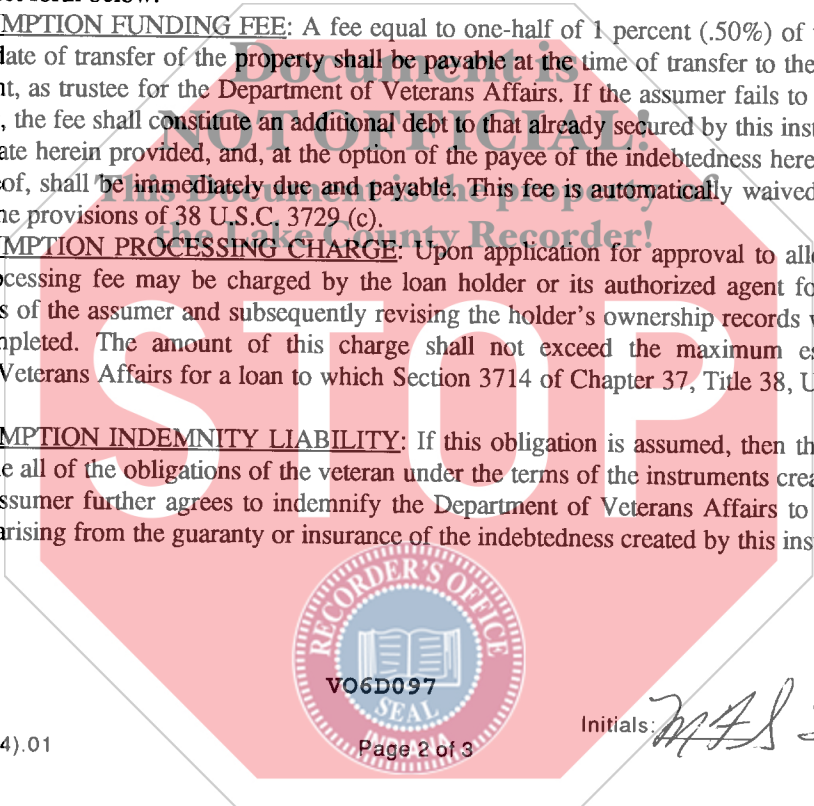 MPTION FUNDING FEE: A fee equal to one-half of 1 percent (.50%) of
date of transfer of the property shall be payable at the time of transfer to the
nt, as trustee for the Department of Veterans Affairs. If the assumer fails to
, the fee shall constitute an additional debt to that already secured by this inst
ate herein provided, and, at the option of the payee of the indebtedness here
eof, shall be immediately due and payable. This fee is automatically waived
ne provisions of 38 U.S.C. 3729 (c).
MPTION PROCESSING CHARGE: Upon application for approval to all
ocessing fee may be charged by the loan holder or its authorized agent fo
s of the assumer and subsequently revising the holder's ownership records
mpleted. The amount of this charge shall not exceed the maximum es
Veterans Affairs for a loan to which Section 3714 of Chapter 37, Title 38, U
MPTION INDEMNITY LIABILITY: If this obligation is assumed, then th
e all of the obligations of the veteran under the terms of the instruments crea
ssumer further agrees to indemnify the Department of Veterans Affairs to
arising from the guaranty or insurance of the indebtedness created by this ins
Document is
NOT OFFICIAL!
This Document is the property of
the Lake County Recorder!
STOP
RECORDER'S OFFICE
SEAL
INDIANA
VO6D097
Initials: MFS
4).01
Page 2 of 3